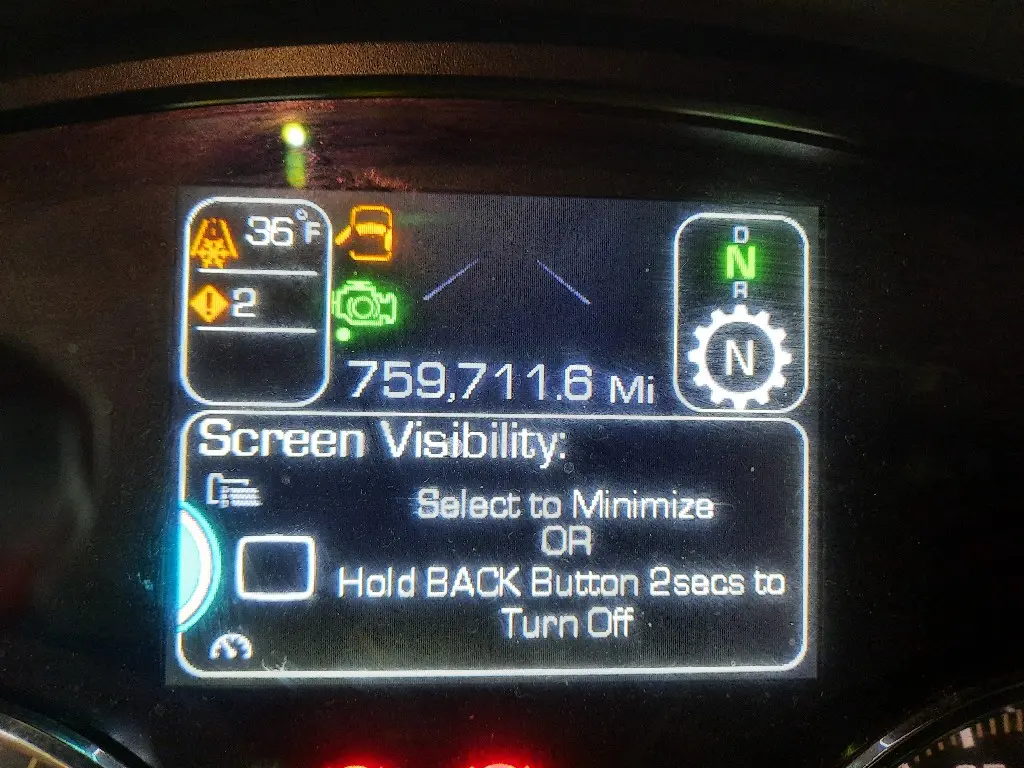 36°F
2
D
N
R
N
759,711.6 Mi
Screen Visibility:
Select to Minimize
OR
Hold BACK Button 2secs to
Turn Off